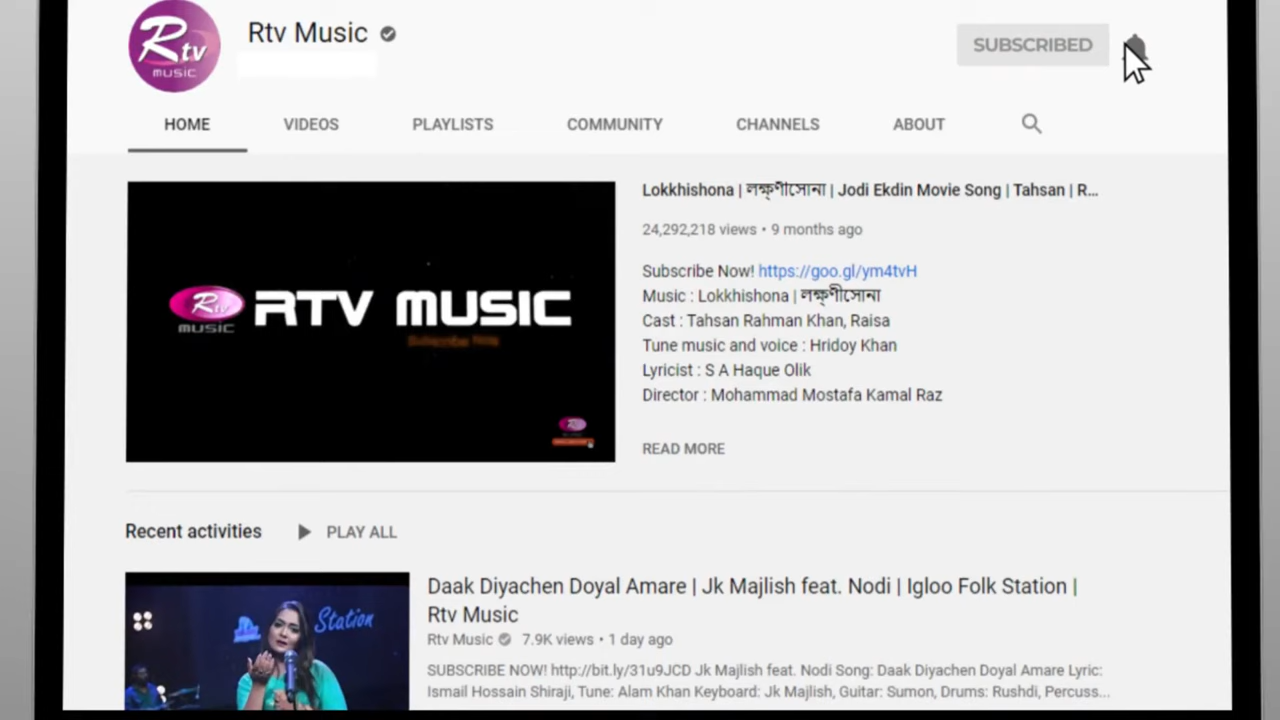 Rtv
MUSIC
Rtv Music
SUBSCRIBED
HOME
VIDEOS
PLAYLISTS
COMMUNITY
CHANNELS
ABOUT
Rtv
MUSIC
RTV MUSIC
Lokkhishona | লক্ষ্ণীসোনা | Jodi Ekdin Movie Song | Tahsan | R...
24,292,218 views • 9 months ago
Subscribe Now! https://goo.gl/ym4tvH
Music : Lokkhishona | লক্ষ্ণীসোনা
Cast : Tahsan Rahman Khan, Raisa
Tune music and voice : Hridoy Khan
Lyricist : S A Haque Olik
Director : Mohammad Mostafa Kamal Raz
READ MORE
Recent activities
PLAY ALL
Station
Daak Diyachen Doyal Amare | Jk Majlish feat. Nodi | Igloo Folk Station |
Rtv Music
Rtv Music 7.9K views • 1 day ago
SUBSCRIBE NOW! http://bit.ly/31u9JCD Jk Majlish feat. Nodi Song: Daak Diyachen Doyal Amare Lyric:
Ismail Hossain Shiraji, Tune: Alam Khan Keyboard: Jk Majlish, Guitar: Sumon, Drums: Rushdi, Percuss...